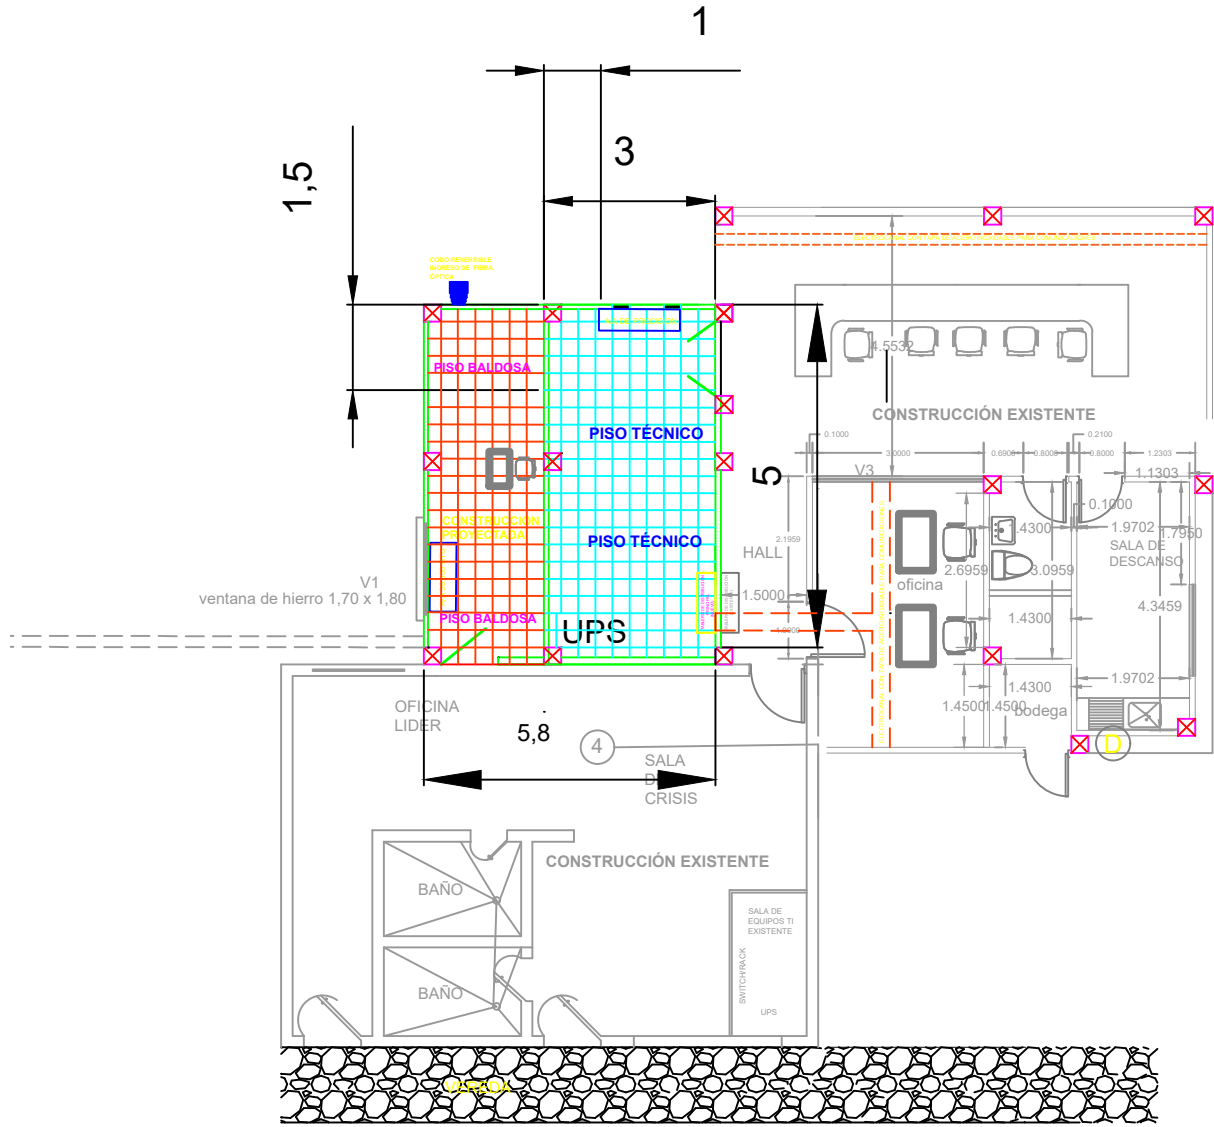 1
3
1,5
CODO REVERSIBLE
INGRESO DE FIBRA
OPTICA
4.5532
PISO BALDOSA
CONSTRUCCIÓN EXISTENTE
PISO TÉCNICO
0.1000
0.2100
3.0000
0.6900
0.8000
0.8000
1.2303
V3
1.1303
5
0.1000
CONSTRUCCIÓN
PROYECTADA
1.4300
1.9702
1.7950
PISO TÉCNICO
2.1959
HALL
SALA DE
DESCANSO
2.6959
3.0959
V1
oficina
ventana de hierro 1,70 x 1,80
1.5000
4.3459
PISO BALDOSA
UPS
1.4300
1.9702
1.4300
OFICINA
LIDER
1.4500
1.4500
bodega
5,8
4
D
SALA
DE
CRISIS
CONSTRUCCIÓN EXISTENTE
BAÑO
SALA DE
EQUIPOS TI
EXISTENTE
SWITCH/RACK
BAÑO
UPS
VEREDA